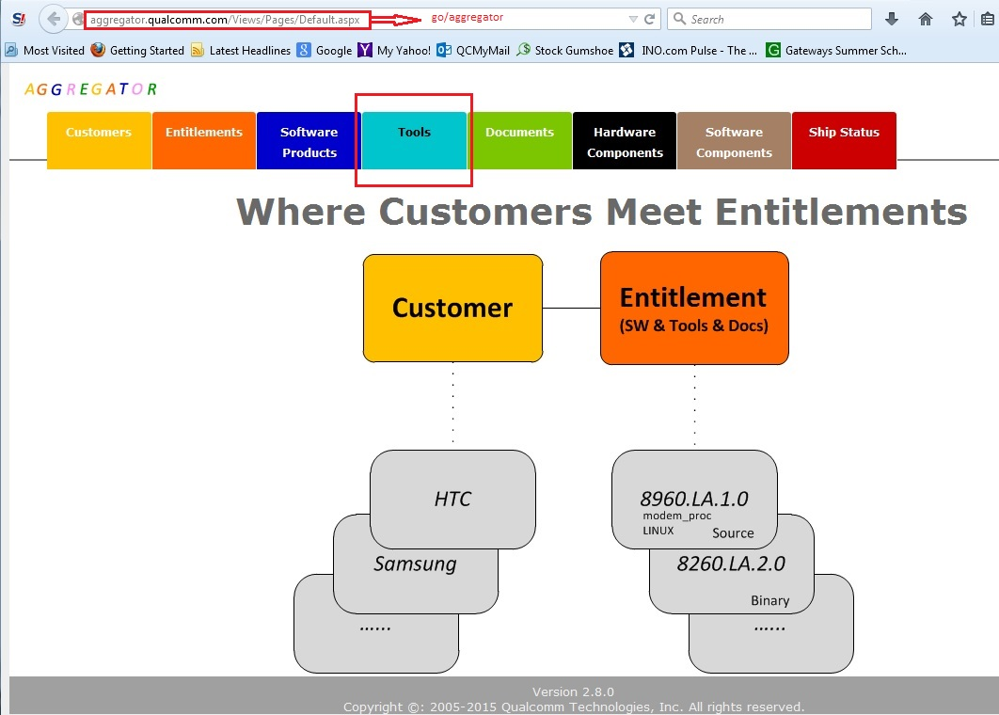 aggregator.qualcomm.com/Views/Pages/Default.aspx
go/aggregator
Search
Most Visited
Getting Started
Latest Headlines
Google
My Yahoo!
QCMyMail
Stock Gumshoe
INO.com Pulse - The ...
Gateways Summer Sch...
AGGREGATOR
Customers
Entitlements
Software
Products
Tools
Documents
Hardware
Components
Software
Components
Ship Status
Where Customers Meet Entitlements
Customer
Entitlement
(SW & Tools & Docs)
HTC
Samsung
......
8960.LA.1.0
modem_proc
LINUX
Source
8260.LA.2.0
Binary
......
Version 2.8.0
Copyright ©: 2005-2015 Qualcomm Technologies, Inc. All rights reserved.